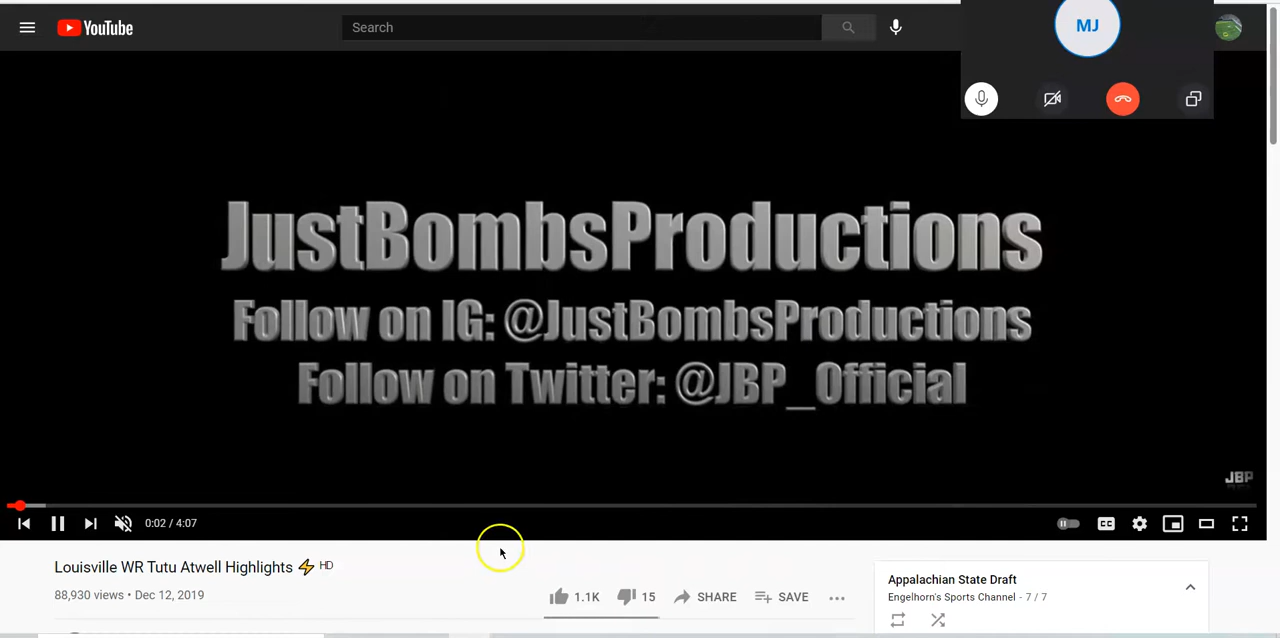 YouTube
Search
MJ
JustBombsProductions
Follow on IG: @JustBombsProductions
Follow on Twitter: @JBP_Official
JBP
0:02 / 4:07
CC
Louisville WR Tutu Atwell Highlights ⚡ HD
88,930 views • Dec 12, 2019
1.1K
15
SHARE
SAVE
Appalachian State Draft
Engelhorn's Sports Channel - 7 / 7